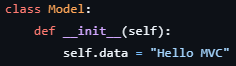 class Model:
    def __init__(self):
        self.data = "Hello MVC"